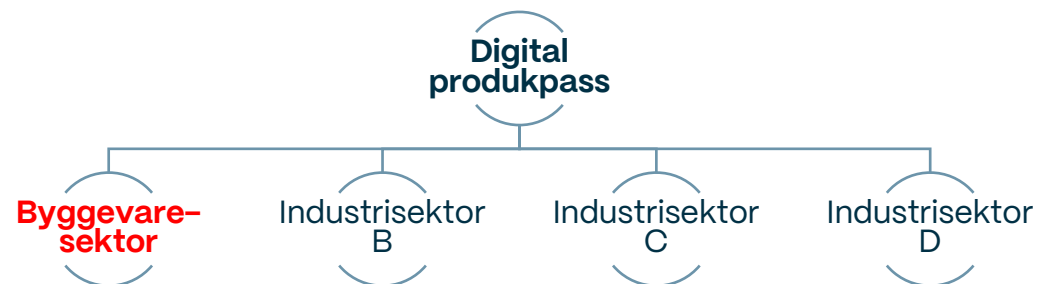 Digital
produkpass
Byggevare–
sektor
Industrisektor
B
Industrisektor
C
Industrisektor
D